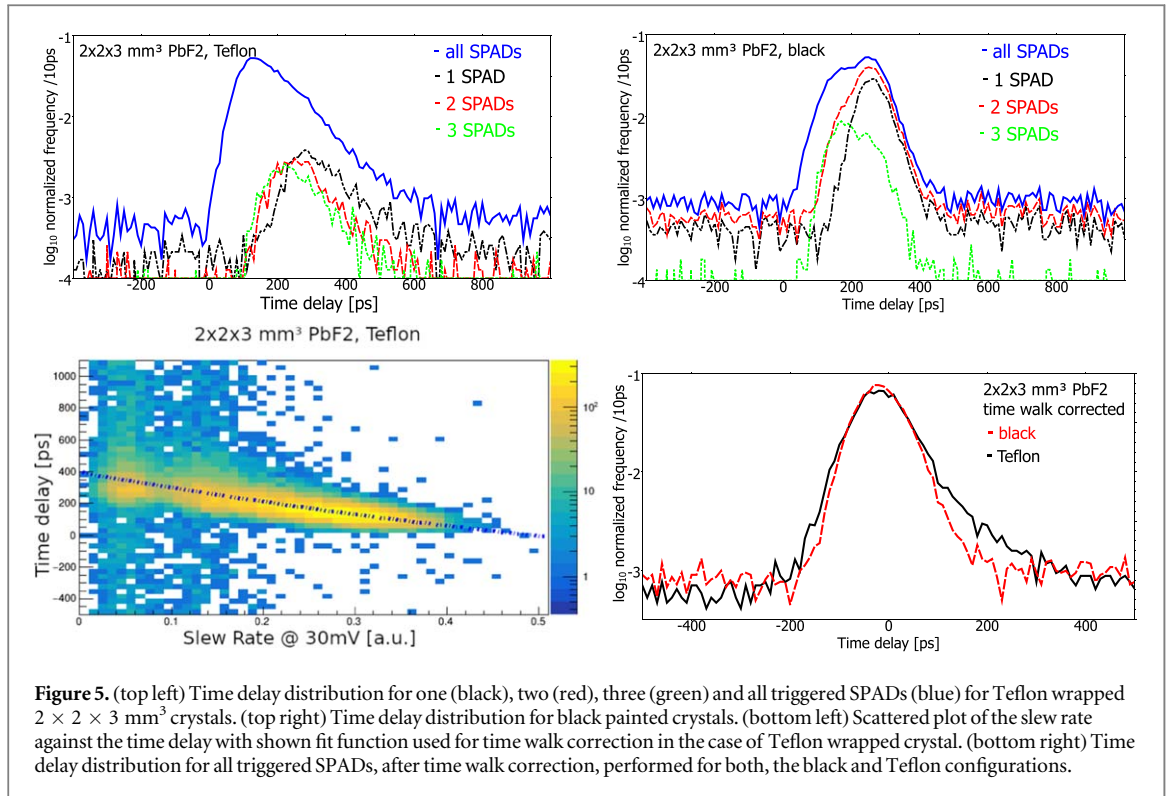 2x2x3 mm³ PbF2, Teflon
- all SPADs
- 1 SPAD
- 2 SPADs
- 3 SPADs
log₁₀ normalized frequency /10ps
-1
-2
-3
-4
-200 0 200 400 600 800
Time delay [ps]
2x2x3 mm³ PbF2, black
- all SPADs
- 1 SPAD
- 2 SPADs
- 3 SPADs
log₁₀ normalized frequency /10ps
-1
-2
-3
-4
-200 0 200 400 600 800
Time delay [ps]
2x2x3 mm³ PbF2, Teflon
Time delay [ps]
1000
800
600
400
200
0
−200
−400
0 0.1 0.2 0.3 0.4 0.5
Slew Rate @ 30mV [a.u.]
10²
10
1
2x2x3 mm³ PbF2
time walk corrected
- black
- Teflon
log₁₀ normalized frequency /10ps
-1
-2
-3
-400 -200 0 200 400
Time delay [ps]
Figure 5. (top left) Time delay distribution for one (black), two (red), three (green) and all triggered SPADs (blue) for Teflon wrapped
2 × 2 × 3 mm³ crystals. (top right) Time delay distribution for black painted crystals. (bottom left) Scattered plot of the slew rate
against the time delay with shown fit function used for time walk correction in the case of Teflon wrapped crystal. (bottom right) Time
delay distribution for all triggered SPADs, after time walk correction, performed for both, the black and Teflon configurations.